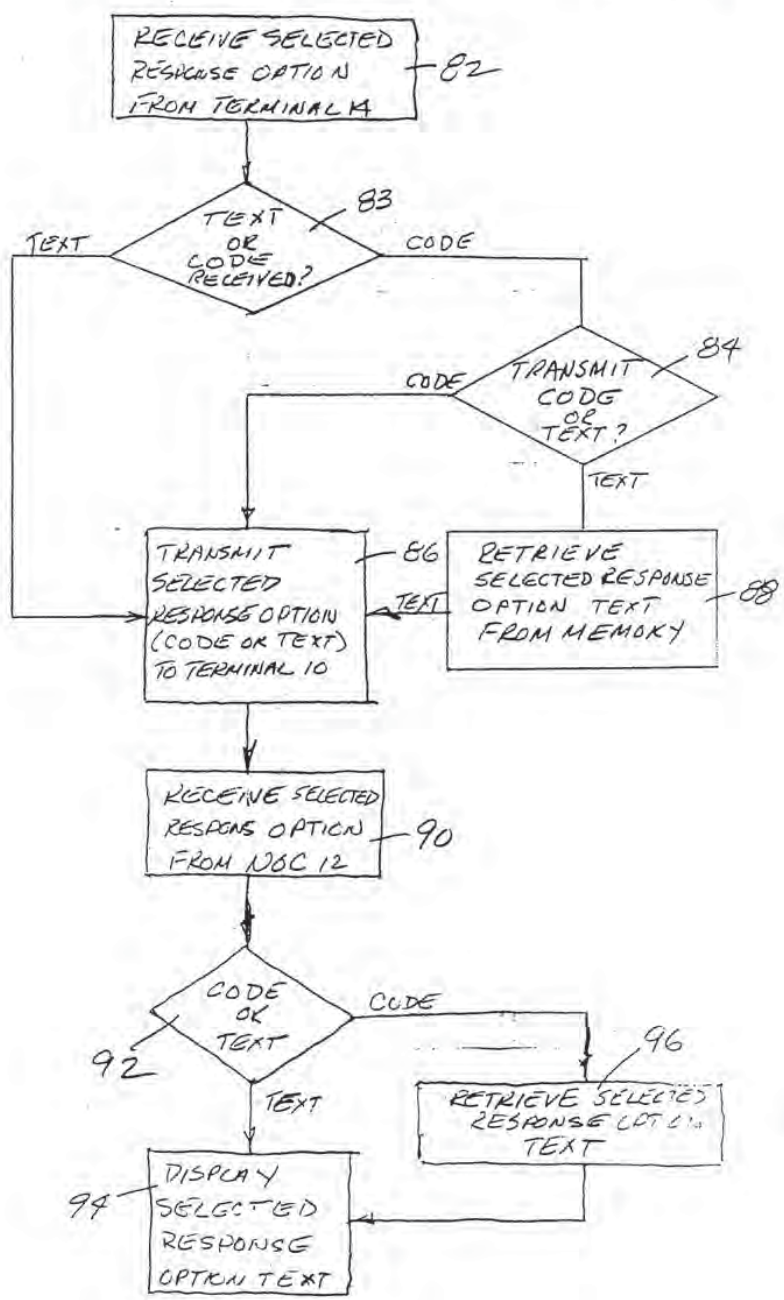 RECEIVE SELECTED
RESPONSE OPTION
FROM TERMINAL 14
82
83
TEXT
OR
CODE
RECEIVED?
TEXT
CODE
84
TRANSMIT
CODE
OR
TEXT?
CODE
TEXT
TRANSMIT
SELECTED
RESPONSE OPTION
(CODE OR TEXT)
TO TERMINAL 10
86
TEXT
RETRIEVE
SELECTED RESPONSE
OPTION TEXT
FROM MEMORY
88
RECEIVE SELECTED
RESPONS OPTION
FROM NOC 12
90
CODE
OR
TEXT
92
CODE
TEXT
96
RETRIEVE SELECTED
RESPONSE OPTION
TEXT
94
DISPLAY
SELECTED
RESPONSE
OPTION TEXT